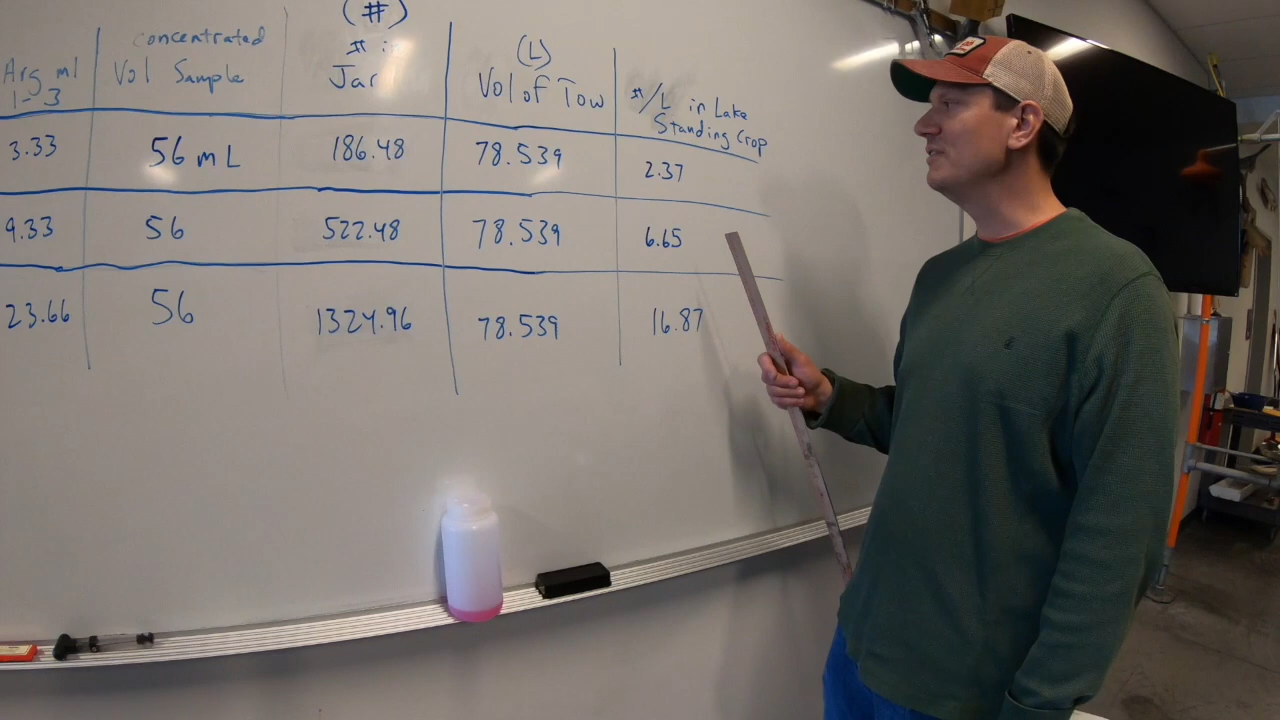 (#)
concentrated
# in
(L)
Avg ml
Vol Sample
Jar
Vol of Tow
#/L in Lake
1-3
Standing Crop
3.33
56 mL
186.48
78.539
2.37
9.33
56
522.48
78.539
6.65
23.66
56
1324.96
78.539
16.87